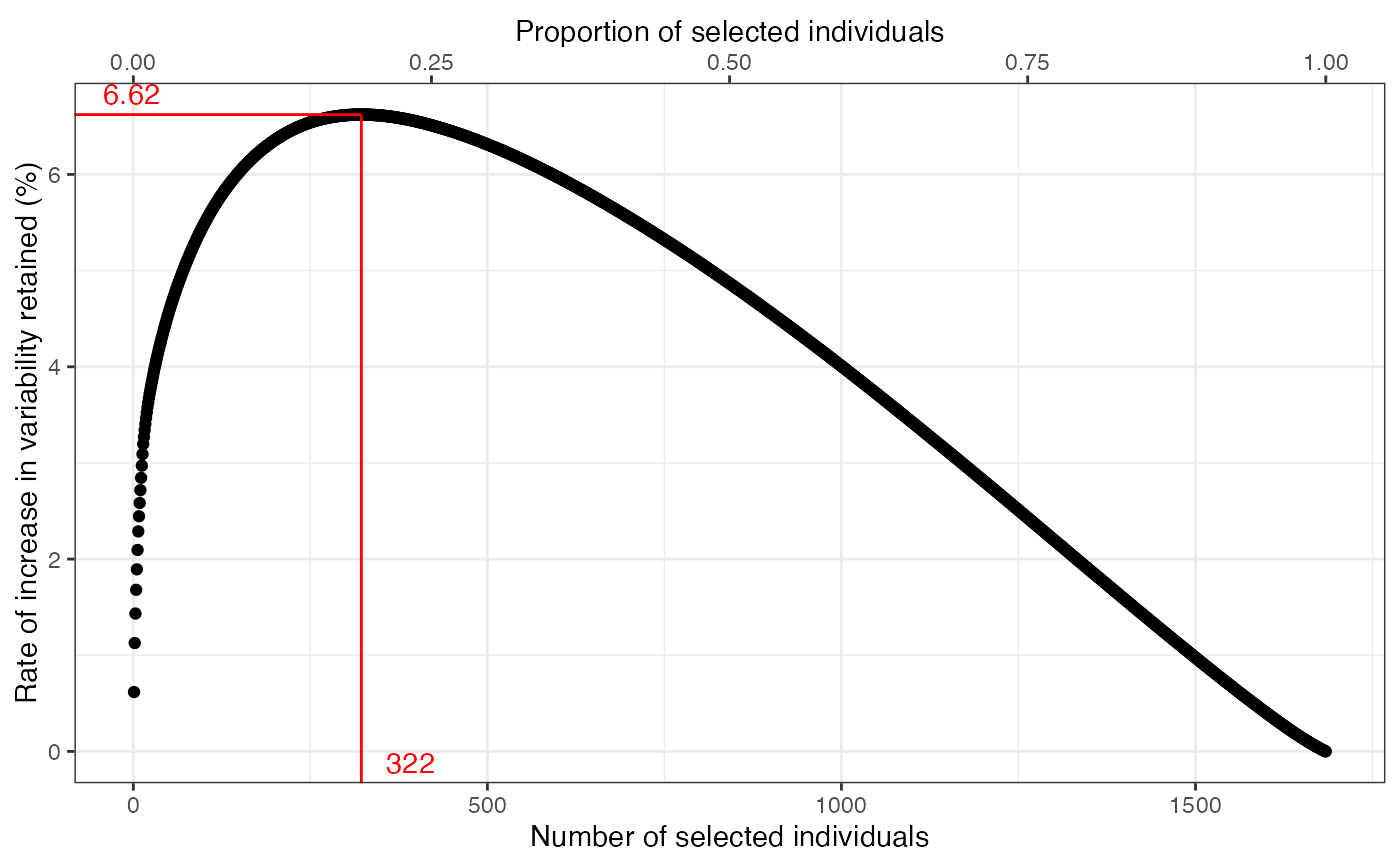 Proportion of selected individuals
0.00 0.25 0.50 0.75 1.00
6.62
Rate of increase in variability retained (%)
6
4
2
0
322
0 500 1000 1500
Number of selected individuals